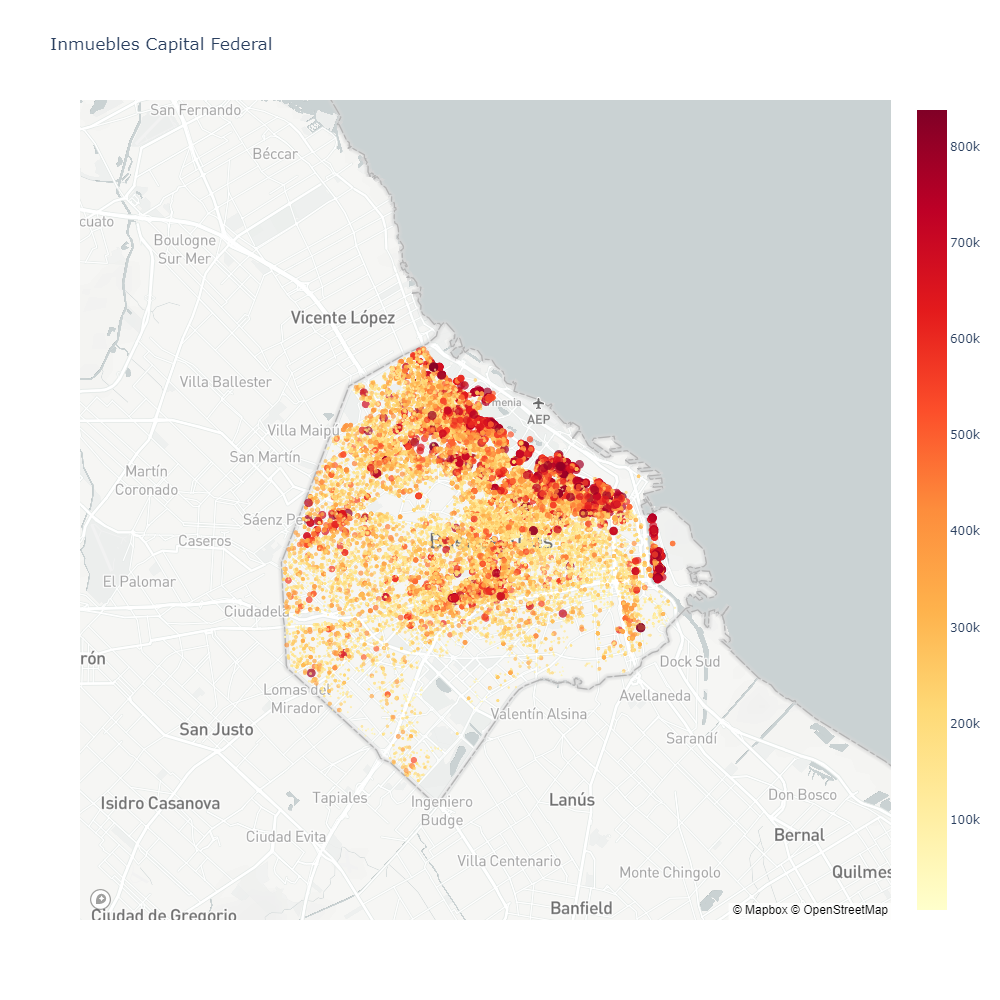 Inmuebles Capital Federal
San Fernando
Béccar
cuato
Boulogne
Sur Mer
Vicente López
Villa Ballester
menia
AEP
Villa Maipú
San Martín
Martín
Coronado
Sáenz Pe
Caseros
El Palomar
Ciudadela
rón
Dock Sud
Lomas del
Mirador
Avellaneda
Valentín Alsina
San Justo
Sarandí
Isidro Casanova
Tapiales
Ingeniero
Budge
Lanús
Don Bosco
Ciudad Evita
Bernal
Villa Centenario
Monte Chingolo
Quilmes
Ciudad de Gregorio
Banfield
© Mapbox © OpenStreetMap
800k
700k
600k
500k
400k
300k
200k
100k